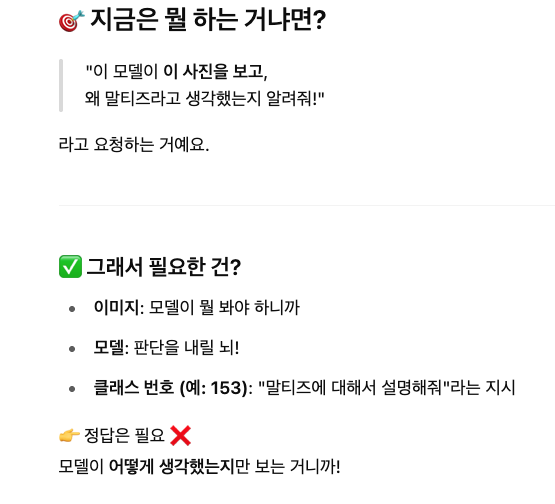 🎯 지금은 뭘 하는 거냐면?
"이 모델이 이 사진을 보고,
왜 말티즈라고 생각했는지 알려줘!"
라고 요청하는 거예요.
✅ 그래서 필요한 건?
• 이미지: 모델이 뭘 봐야 하니까
• 모델: 판단을 내릴 뇌!
• 클래스 번호 (예: 153): "말티즈에 대해서 설명해줘"라는 지시
👉 정답은 필요 ❌
모델이 어떻게 생각했는지만 보는 거니까!